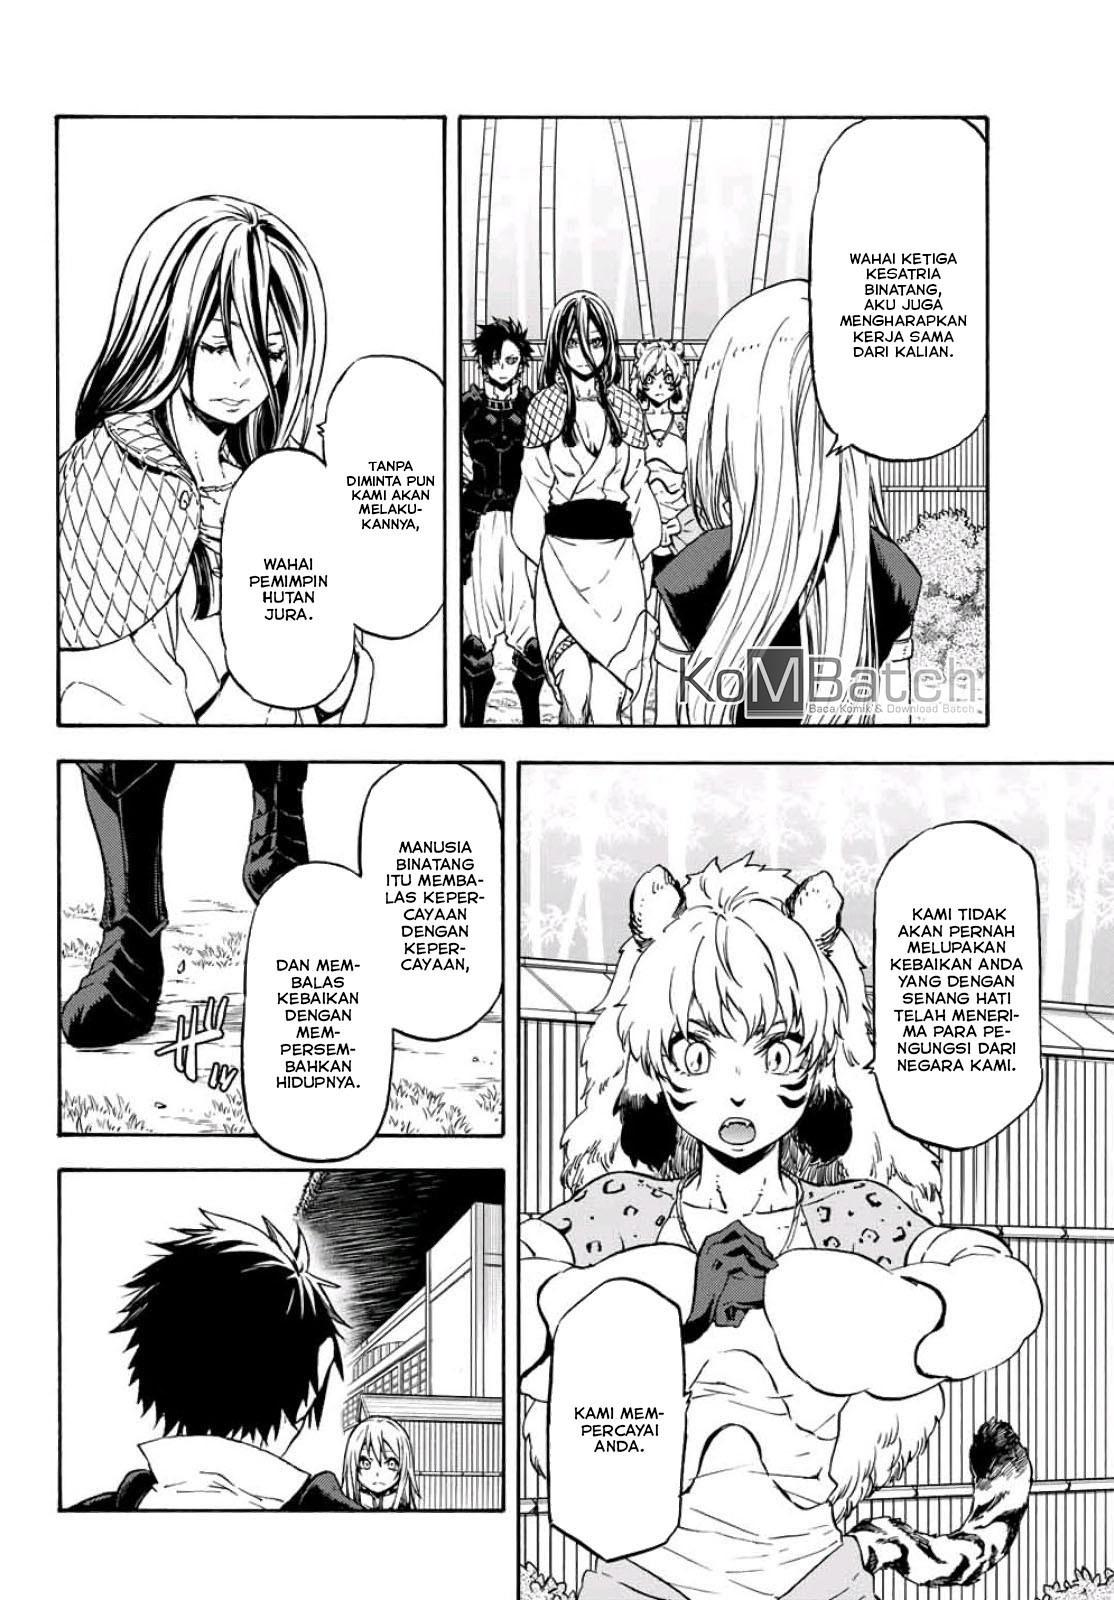 WAHAI KETIGA
KESATRIA
BINATANG,
AKU JUGA
MENGHARAPKAN
KERJA SAMA
DARI KALIAN.
TANPA
DIMINTA PUN
KAMI AKAN
MELAKU-
KANNYA,
WAHAI
PEMIMPIN
HUTAN
JURA.
KoMBatch
Baca Komik & Download Batch
KAMI TIDAK
AKAN PERNAH
MELUPAKAN
KEBAIKAN ANDA
YANG DENGAN
SENANG HATI
TELAH MENERI-
MA PARA PE-
NGUNGSI DARI
NEGARA KAMI.
KAMI MEM-
PERCAYAI
ANDA.
MANUSIA
BINATANG
ITU MEMBA-
LAS KEPER-
CAYAAN
DENGAN
KEPER-
CAYAAN,
DAN MEM-
BALAS
KEBAIKAN
DENGAN
MEM-
PERSEM-
BAHKAN
HIDUPNYA.